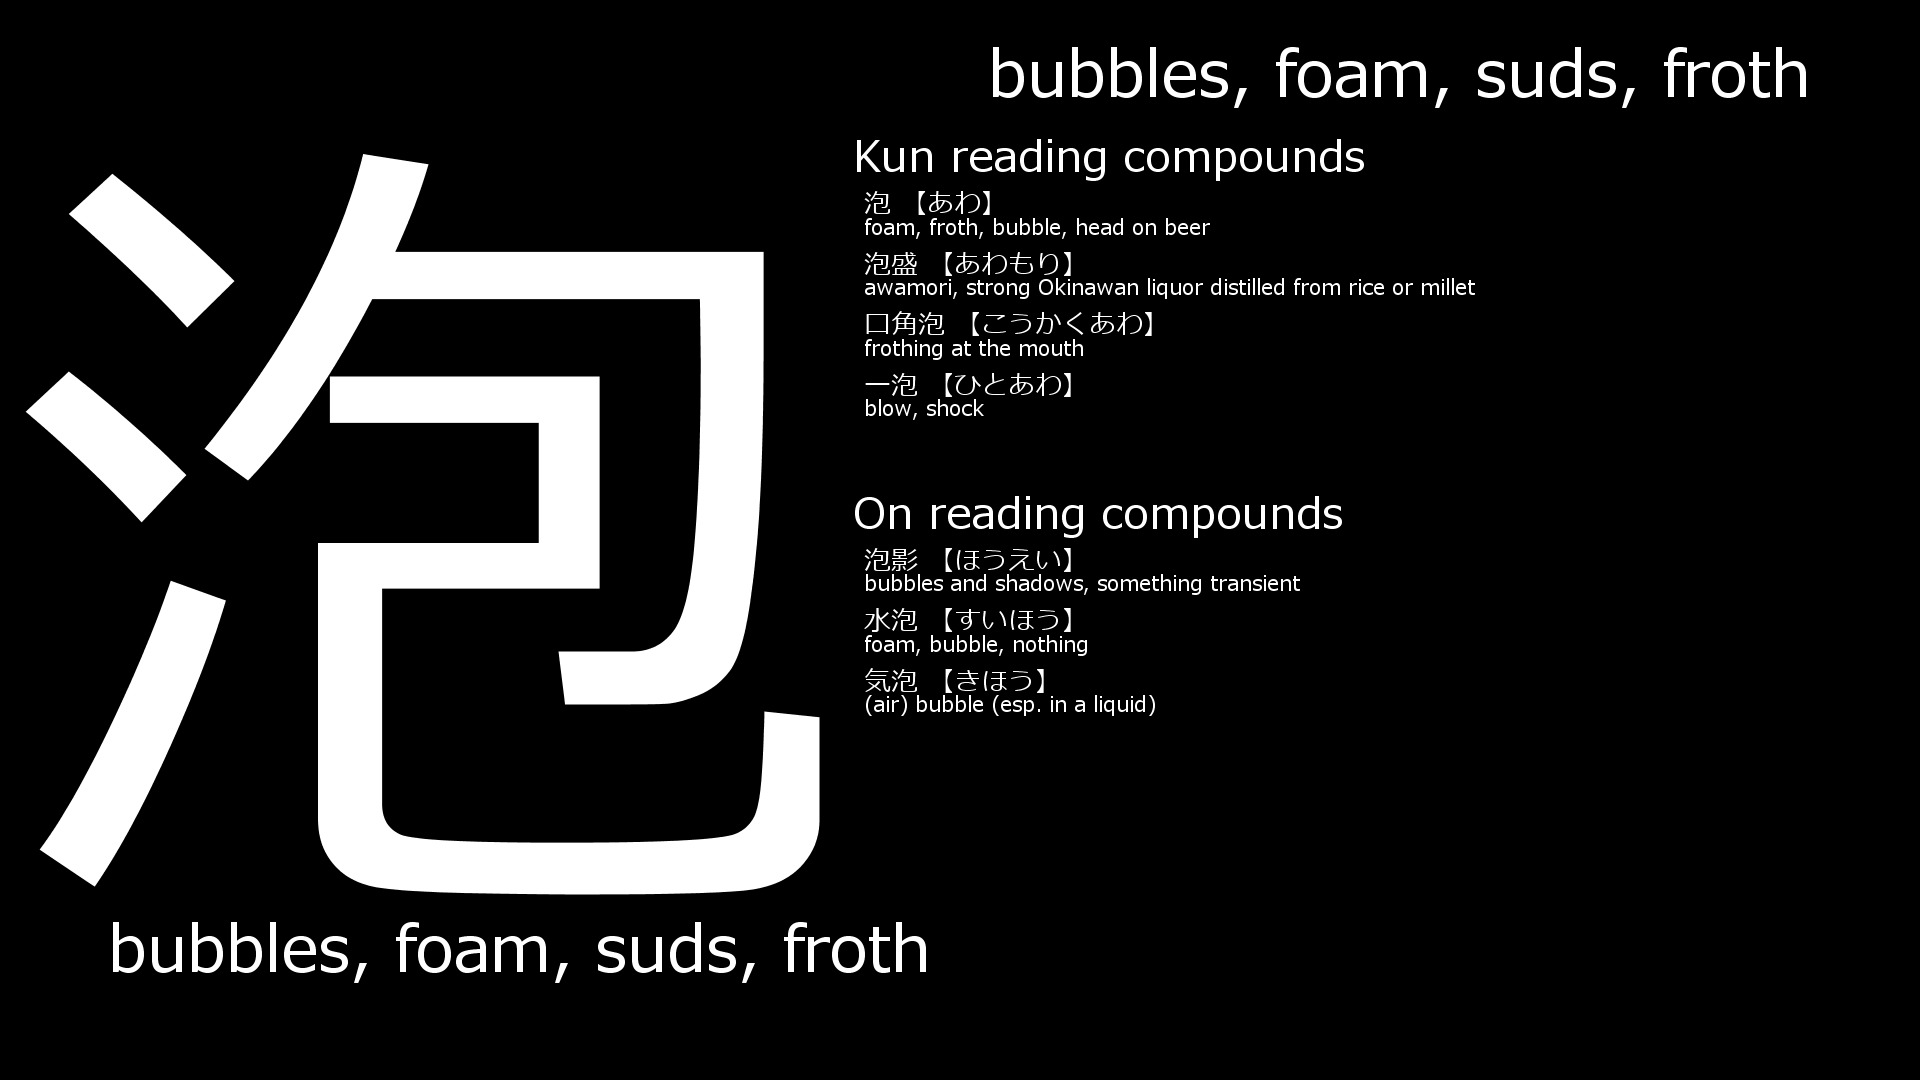 泡
bubbles, foam, suds, froth
bubbles, foam, suds, froth
Kun reading compounds
泡 【あわ】
foam, froth, bubble, head on beer
泡盛 【あわもり】
awamori, strong Okinawan liquor distilled from rice or millet
口角泡 【こうかくあわ】
frothing at the mouth
一泡 【ひとあわ】
blow, shock
On reading compounds
泡影 【ほうえい】
bubbles and shadows, something transient
水泡 【すいほう】
foam, bubble, nothing
気泡 【きほう】
(air) bubble (esp. in a liquid)